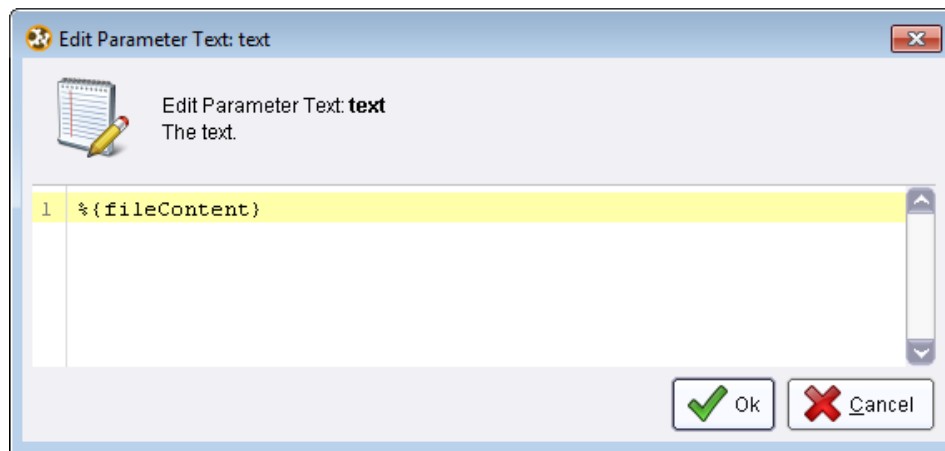 Edit Parameter Text: text
Edit Parameter Text: text
The text.
1 %{fileContent}
Ok Cancel